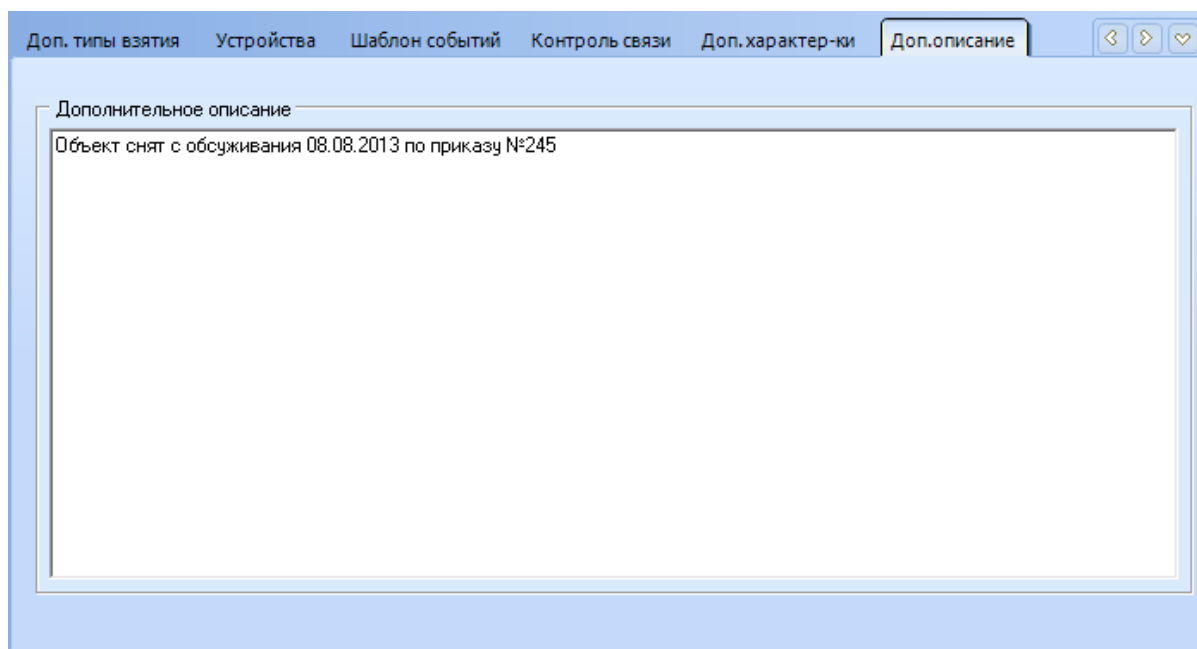 Доп. типы взятия Устройства Шаблон событий Контроль связи Доп.характер-ки Доп.описание
Дополнительное описание
Объект снят с обсуживания 08.08.2013 по приказу №245